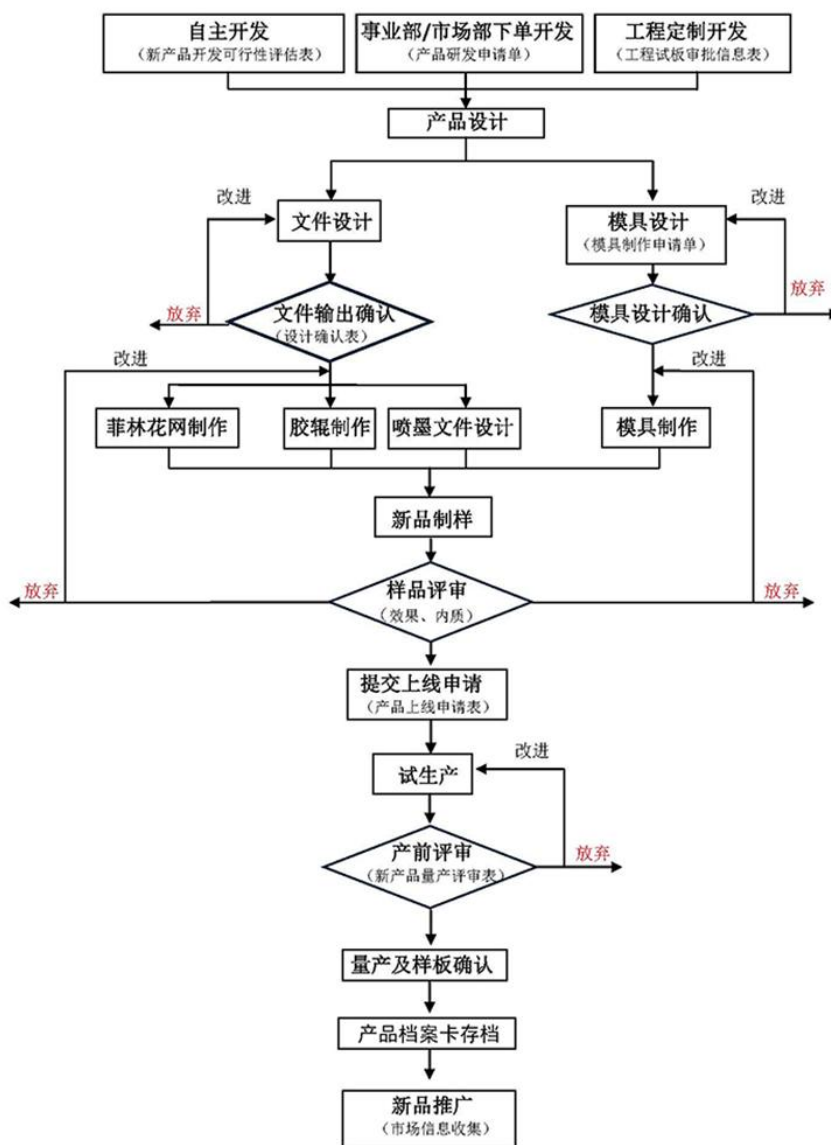 自主开发
（新产品开发可行性评估表）
事业部/市场部下单开发
（产品研发申请单）
工程定制开发
（工程试板审批信息表）
产品设计
改进
文件设计
模具设计
（模具制作申请单）
改进
放弃
文件输出确认
（设计确认表）
模具设计确认
放弃
改进
改进
菲林花网制作
胶辊制作
喷墨文件设计
模具制作
新品制样
放弃
样品评审
（效果、内质）
放弃
提交上线申请
（产品上线申请表）
改进
试生产
产前评审
（新产品量产评审表）
放弃
量产及样板确认
产品档案卡存档
新品推广
（市场信息收集）